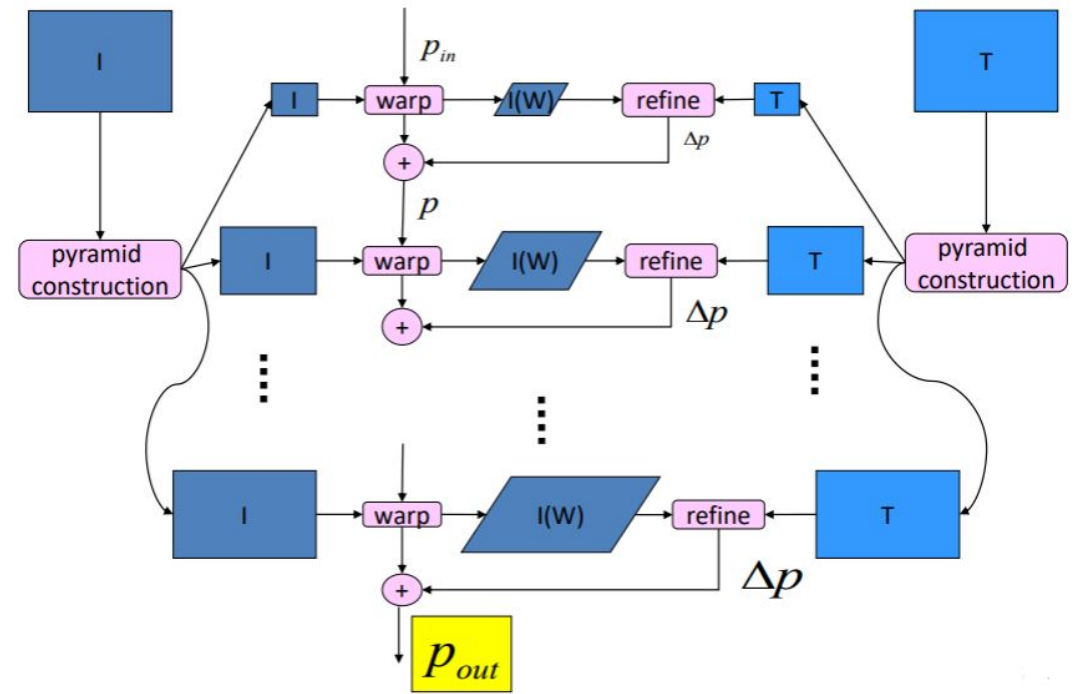 I
T
p_in
I
warp
I(W)
refine
T
Δp
+
p
pyramid
construction
I
warp
I(W)
refine
T
pyramid
construction
Δp
+
I
warp
I(W)
refine
T
Δp
+
p_out